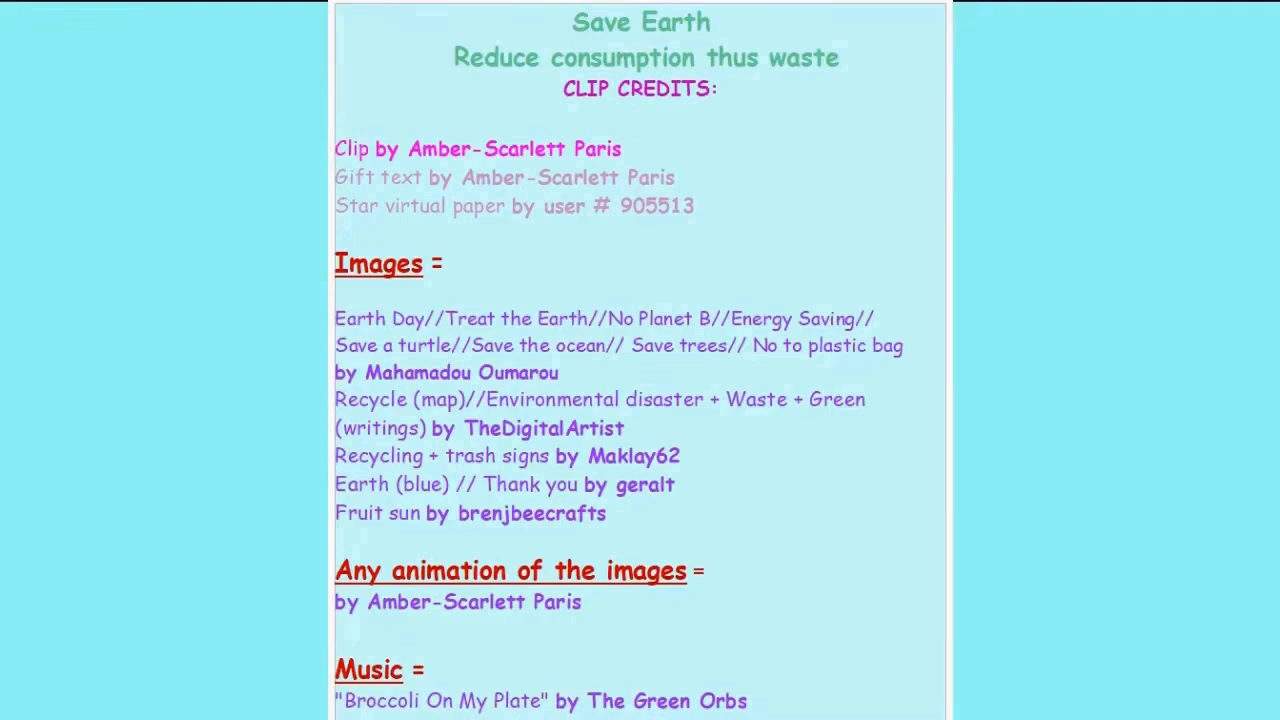 Save Earth
Reduce consumption thus waste
CLIP CREDITS:
Clip by Amber-Scarlett Paris
Gift text by Amber-Scarlett Paris
Star virtual paper by user # 905513
Images =
Earth Day//Treat the Earth//No Planet B//Energy Saving//
Save a turtle//Save the ocean// Save trees// No to plastic bag
by Mahamadou Oumarou
Recycle (map)//Environmental disaster + Waste + Green
(writings) by TheDigitalArtist
Recycling + trash signs by Maklay62
Earth (blue) // Thank you by geralt
Fruit sun by brenjbeecrafts
Any animation of the images =
by Amber-Scarlett Paris
Music =
"Broccoli On My Plate" by The Green Orbs